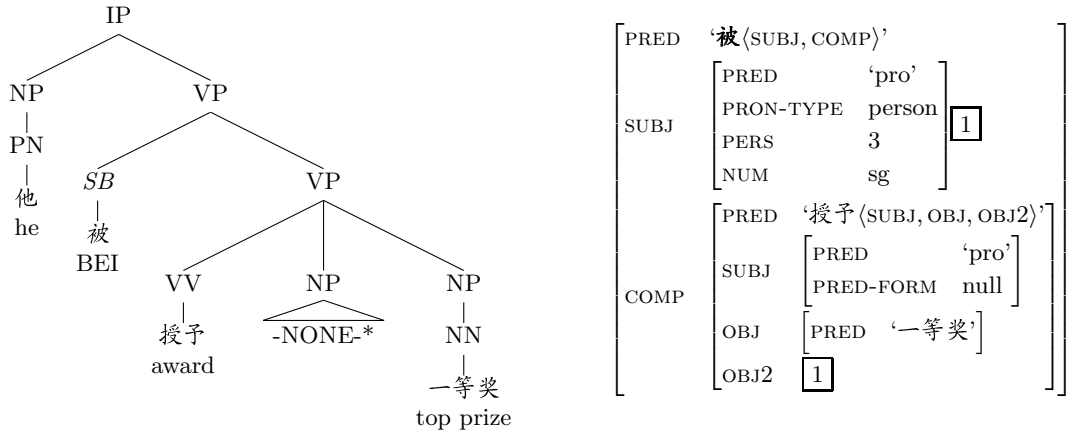 IP
NP VP
PN
他
he
SB VP
被
BEI
VV NP NP
授予 -NONE-* NN
award
一等奖
top prize
PRED ‘被⟨SUBJ, COMP⟩’
SUBJ
PRED ‘pro’
PRON-TYPE person
PERS 3
NUM sg
1
COMP
PRED ‘授予⟨SUBJ, OBJ, OBJ2⟩’
SUBJ
PRED ‘pro’
PRED-FORM null
OBJ PRED ‘一等奖’
OBJ2 1